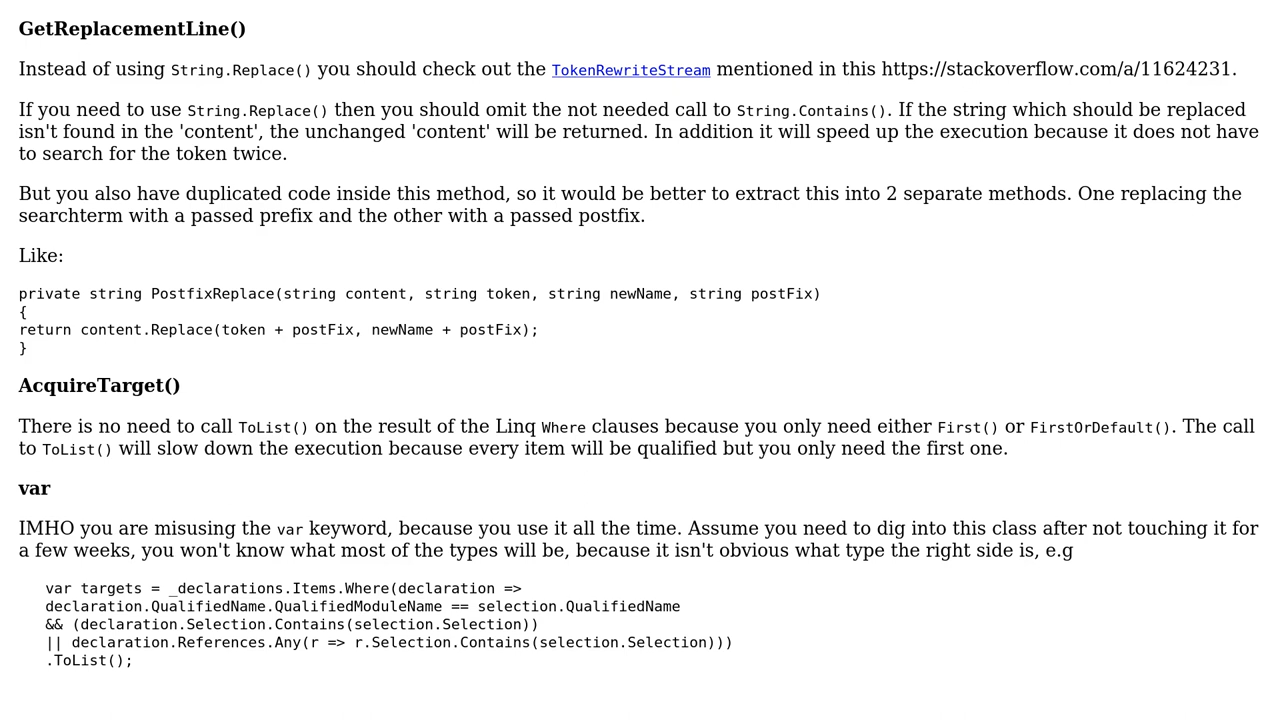 GetReplacementLine()
Instead of using String.Replace() you should check out the TokenRewriteStream mentioned in this https://stackoverflow.com/a/11624231.
If you need to use String.Replace() then you should omit the not needed call to String.Contains(). If the string which should be replaced
isn't found in the 'content', the unchanged 'content' will be returned. In addition it will speed up the execution because it does not have
to search for the token twice.
But you also have duplicated code inside this method, so it would be better to extract this into 2 separate methods. One replacing the
searchterm with a passed prefix and the other with a passed postfix.
Like:
private string PostfixReplace(string content, string token, string newName, string postFix)
{
return content.Replace(token + postFix, newName + postFix);
}
AcquireTarget()
There is no need to call ToList() on the result of the Linq Where clauses because you only need either First() or FirstOrDefault(). The call
to ToList() will slow down the execution because every item will be qualified but you only need the first one.
var
IMHO you are misusing the var keyword, because you use it all the time. Assume you need to dig into this class after not touching it for
a few weeks, you won't know what most of the types will be, because it isn't obvious what type the right side is, e.g
var targets = _declarations.Items.Where(declaration =>
declaration.QualifiedName.QualifiedModuleName == selection.QualifiedName
&& (declaration.Selection.Contains(selection.Selection))
|| declaration.References.Any(r => r.Selection.Contains(selection.Selection)))
.ToList();